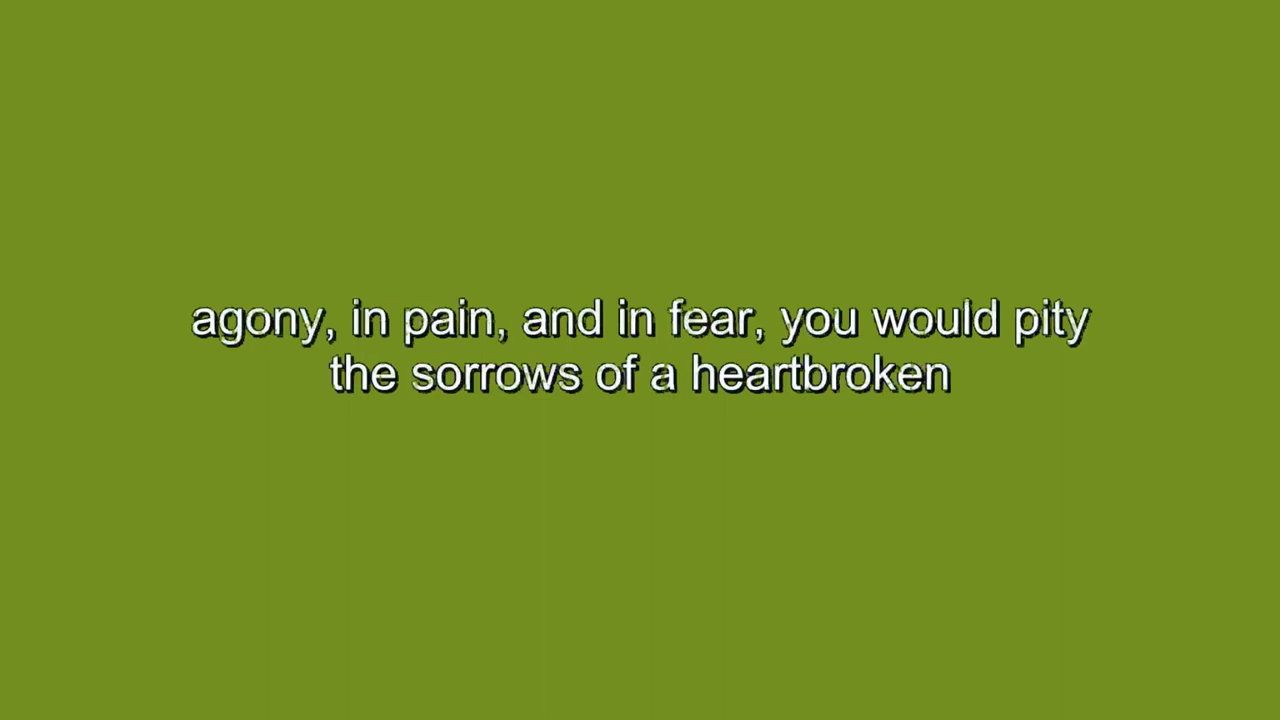 agony, in pain, and in fear, you would pity
the sorrows of a heartbroken